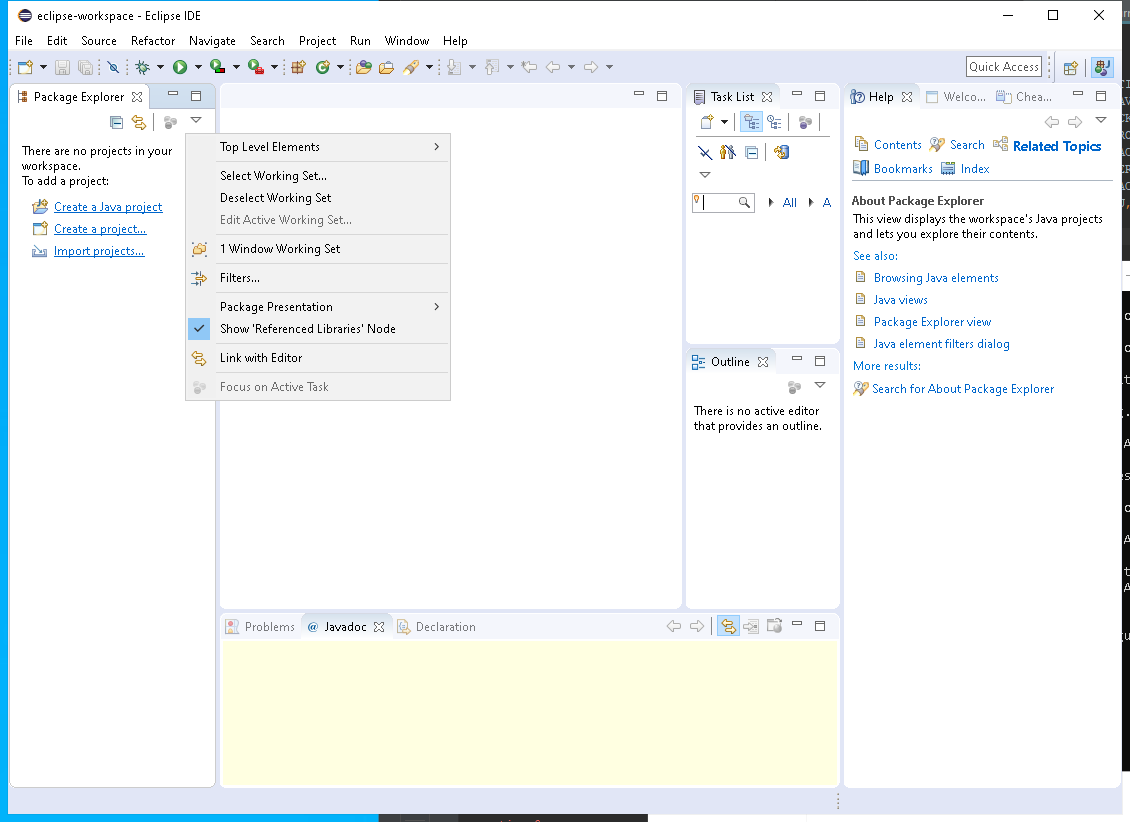 eclipse-workspace - Eclipse IDE
File Edit Source Refactor Navigate Search Project Run Window Help
Quick Access
Package Explorer
There are no projects in your
workspace.
To add a project:
Create a Java project
Create a project...
Import projects...
Top Level Elements
Select Working Set...
Deselect Working Set
Edit Active Working Set...
1 Window Working Set
Filters...
Package Presentation
Show 'Referenced Libraries' Node
Link with Editor
Focus on Active Task
Task List
All A
Outline
There is no active editor
that provides an outline.
Help Welco... Chea...
Contents Search Related Topics
Bookmarks Index
About Package Explorer
This view displays the workspace's Java projects
and lets you explore their contents.
See also:
Browsing Java elements
Java views
Package Explorer view
Java element filters dialog
More results:
Search for About Package Explorer
Problems @ Javadoc Declaration